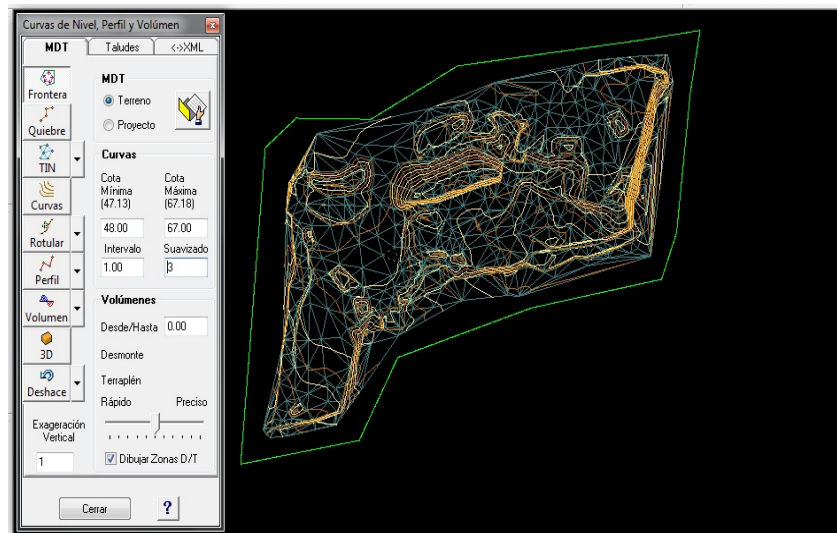 Curvas de Nivel, Perfil y Volúmen
MDT
Taludes
<->XML
Frontera
Quiebre
TIN
Curvas
Rotular
Perfil
Volumen
3D
Deshace
Exageración
Vertical
1
MDT
Terreno
Proyecto
Curvas
Cota Cota
Mínima Máxima
(47.13) (67.18)
48.00 67.00
Intervalo Suavizado
1.00 3
Volúmenes
Desde/Hasta 0.00
Desmonte
Terraplén
Rápido Preciso
Dibujar Zonas D/T
Cerrar
?